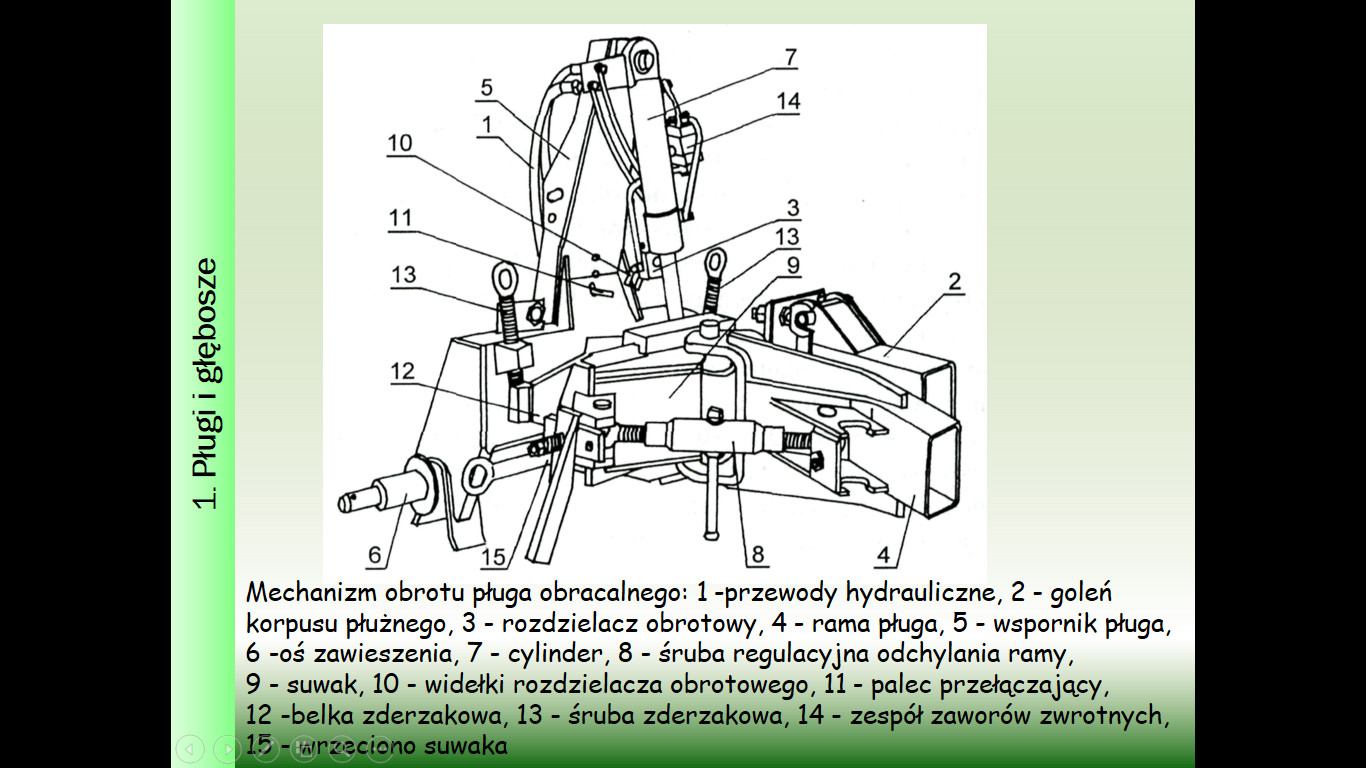 1. Pługi i głębosze
7
5
14
1
10
3
11
13
9
13
2
12
6
15
8
4
Mechanizm obrotu pługa obracalnego: 1 -przewody hydrauliczne, 2 - goleń
korpusu płużnego, 3 - rozdzielacz obrotowy, 4 - rama pługa, 5 - wspornik pługa,
6 -oś zawieszenia, 7 - cylinder, 8 - śruba regulacyjna odchylania ramy,
9 - suwak, 10 - widełki rozdzielacza obrotowego, 11 - palec przełączający,
12 -belka zderzakowa, 13 - śruba zderzakowa, 14 - zespół zaworów zwrotnych,
15 - wrzeciono suwaka